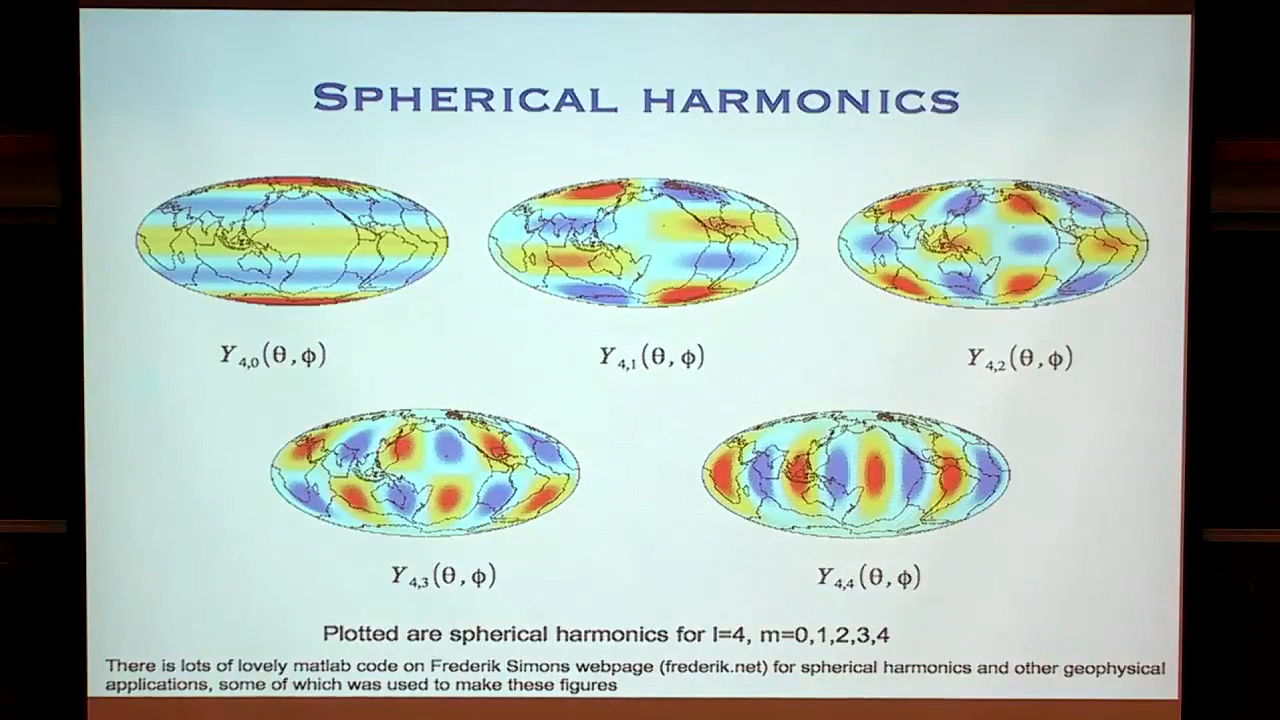 SPHERICAL HARMONICS
Y4,0(θ,φ)
Y4,1(θ,φ)
Y4,2(θ,φ)
Y4,3(θ,φ)
Y4,4(θ,φ)
Plotted are spherical harmonics for l=4, m=0,1,2,3,4
There is lots of lovely matlab code on Frederik Simons webpage (frederik.net) for spherical harmonics and other geophysical
applications, some of which was used to make these figures